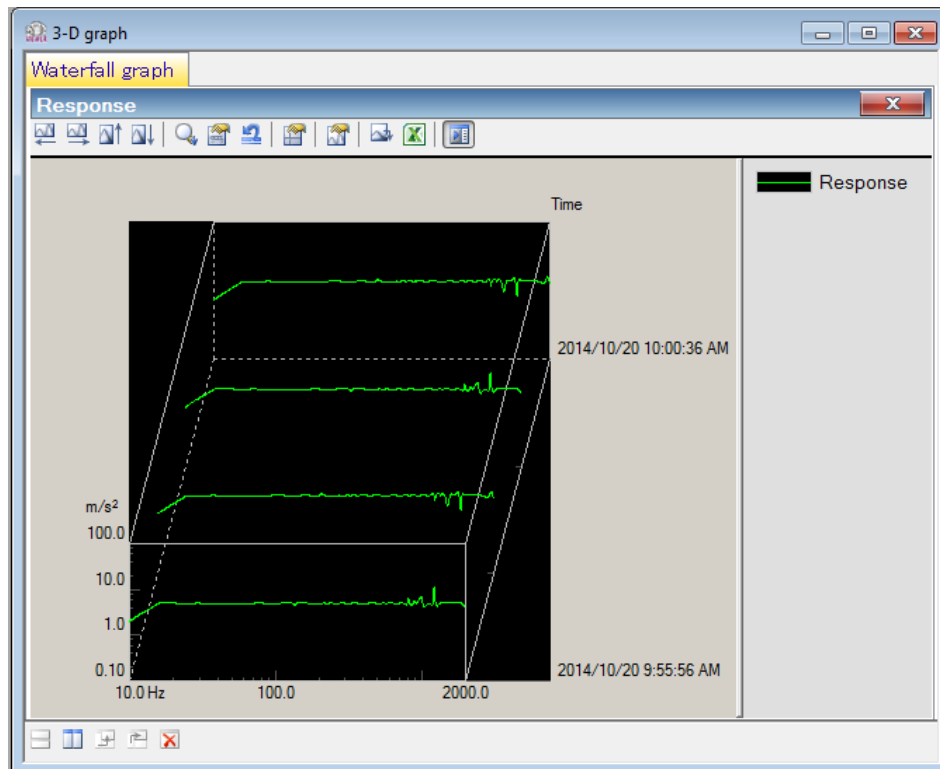 3-D graph
Waterfall graph
Response
Response
Time
2014/10/20 10:00:36 AM
m/s²
100.0
10.0
1.0
0.10
2014/10/20 9:55:56 AM
10.0 Hz 100.0 2000.0